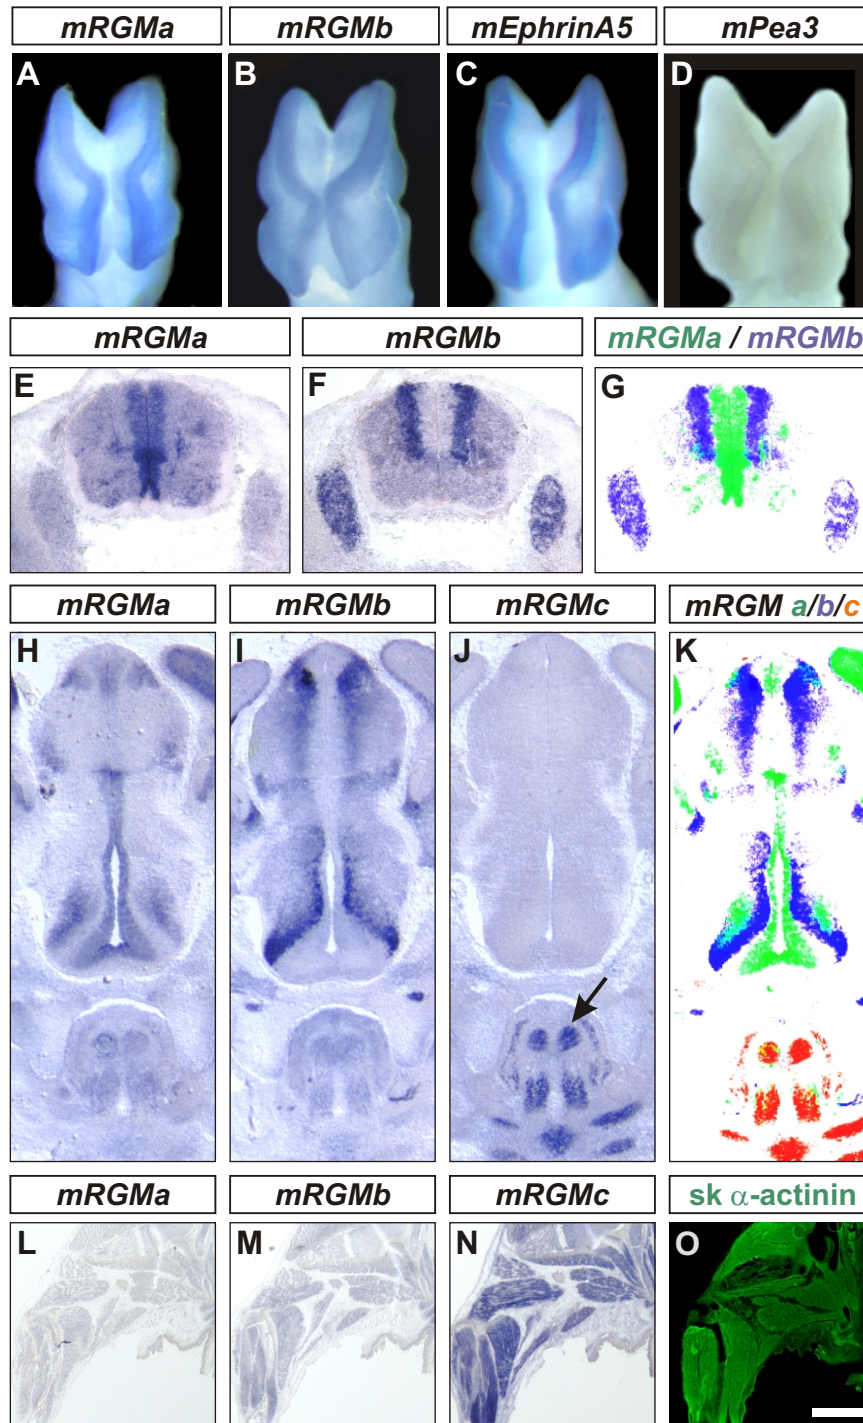 mRGMa mRGMb mEphrinA5 mPea3
A B C D
mRGMa mRGMb mRGMa / mRGMb
E F G
mRGMa mRGMb mRGMc mRGM a/b/c
H I J K
mRGMa mRGMb mRGMc sk α-actinin
L M N O